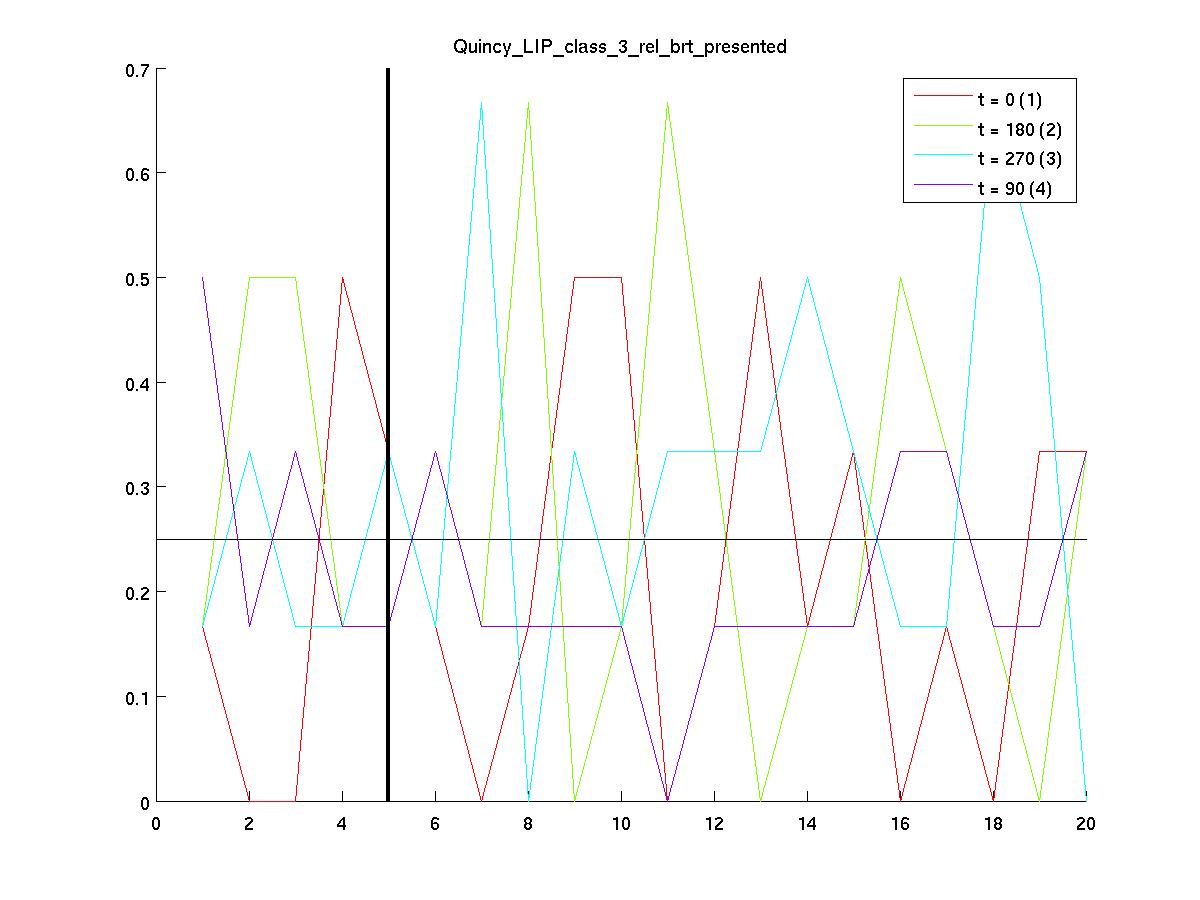 Quincy_LIP_class_3_rel_brt_presented
0.7
0.6
0.5
0.4
0.3
0.2
0.1
0
t = 0 (1)
t = 180 (2)
t = 270 (3)
t = 90 (4)
0 2 4 6 8 10 12 14 16 18 20